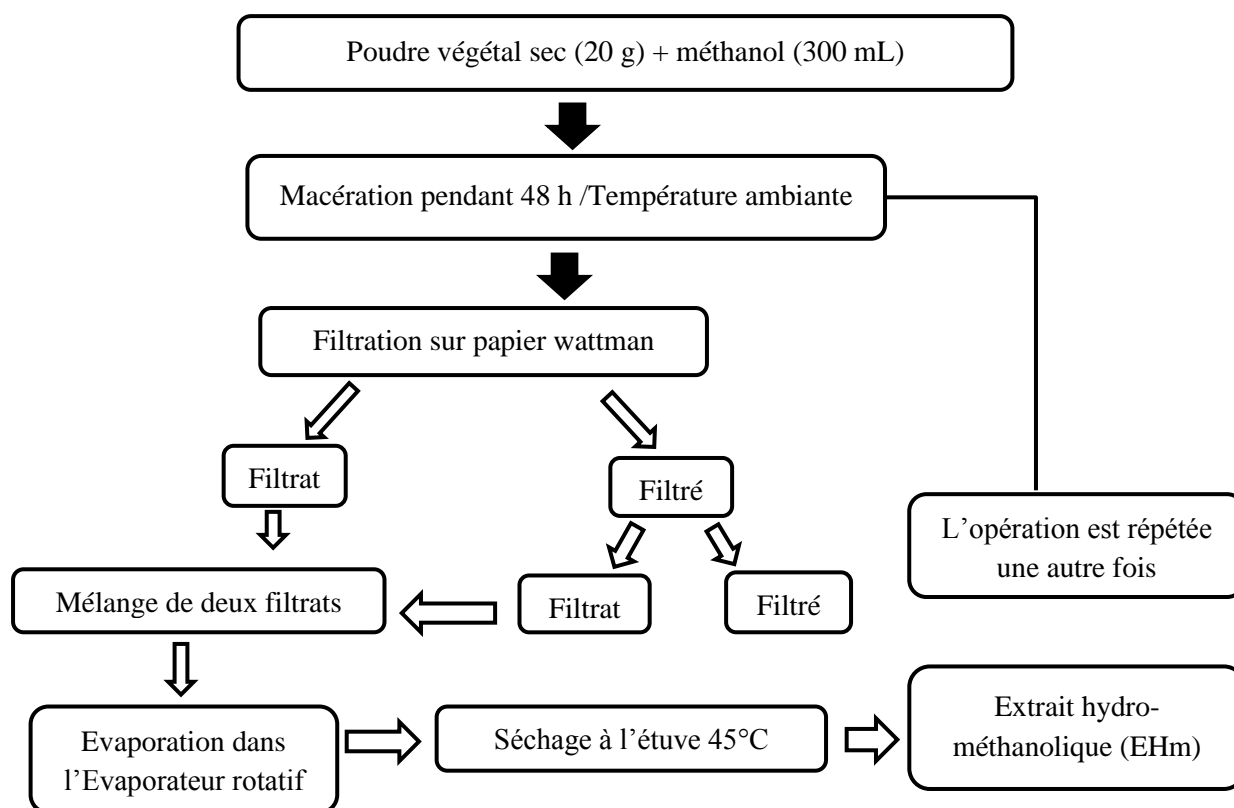 Poudre végétal sec (20 g) + méthanol (300 mL)
Macération pendant 48 h /Température ambiante
Filtration sur papier wattman
Filtrat
Filtré
L’opération est répétée
une autre fois
Mélange de deux filtrats
Filtrat
Filtré
Evaporation dans
l’Evaporateur rotatif
Séchage à l’étuve 45°C
Extrait hydro-
méthanolique (EHm)